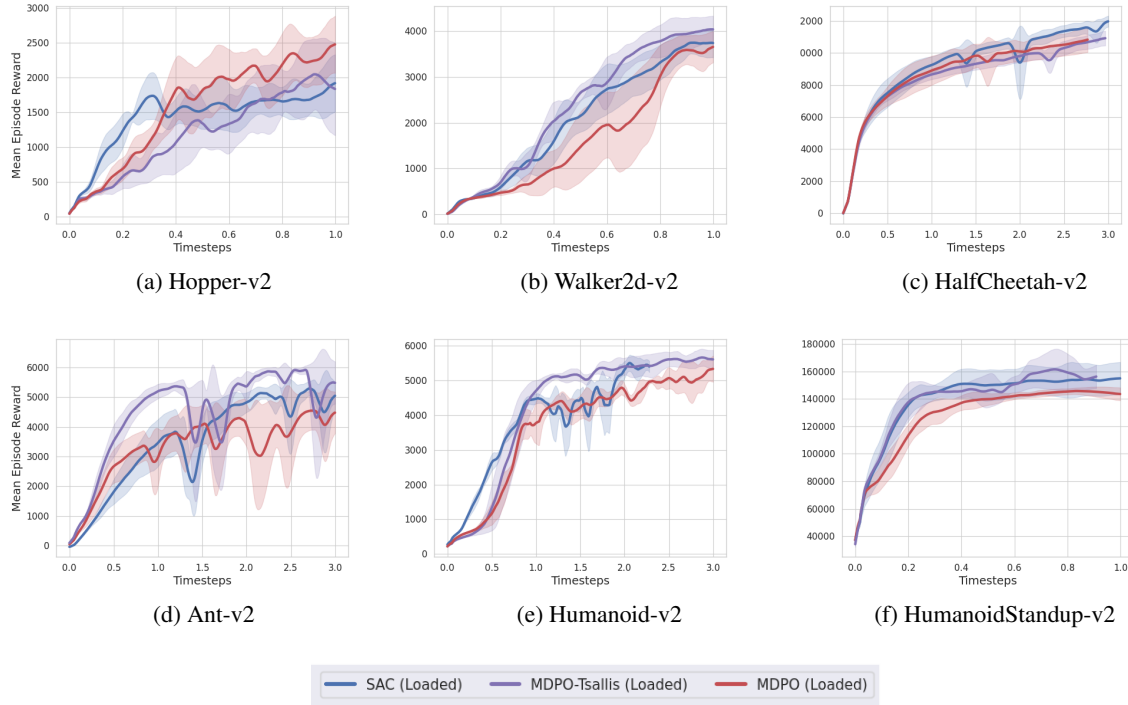 3000
2500
2000
1500
1000
500
0
Mean Episode Reward
0.0 0.2 0.4 0.6 0.8 1.0
Timesteps
(a) Hopper-v2
4000
3000
2000
1000
0
0.0 0.2 0.4 0.6 0.8 1.0
Timesteps
(b) Walker2d-v2
2000
0000
8000
6000
4000
2000
0
0.0 0.5 1.0 1.5 2.0 2.5 3.0
Timesteps
(c) HalfCheetah-v2
6000
5000
4000
3000
2000
1000
0
Mean Episode Reward
0.0 0.5 1.0 1.5 2.0 2.5 3.0
Timesteps
(d) Ant-v2
6000
5000
4000
3000
2000
1000
0
0.0 0.5 1.0 1.5 2.0 2.5 3.0
Timesteps
(e) Humanoid-v2
180000
160000
140000
120000
100000
80000
60000
40000
0.0 0.2 0.4 0.6 0.8 1.0
Timesteps
(f) HumanoidStandup-v2
SAC (Loaded) MDPO-Tsallis (Loaded) MDPO (Loaded)